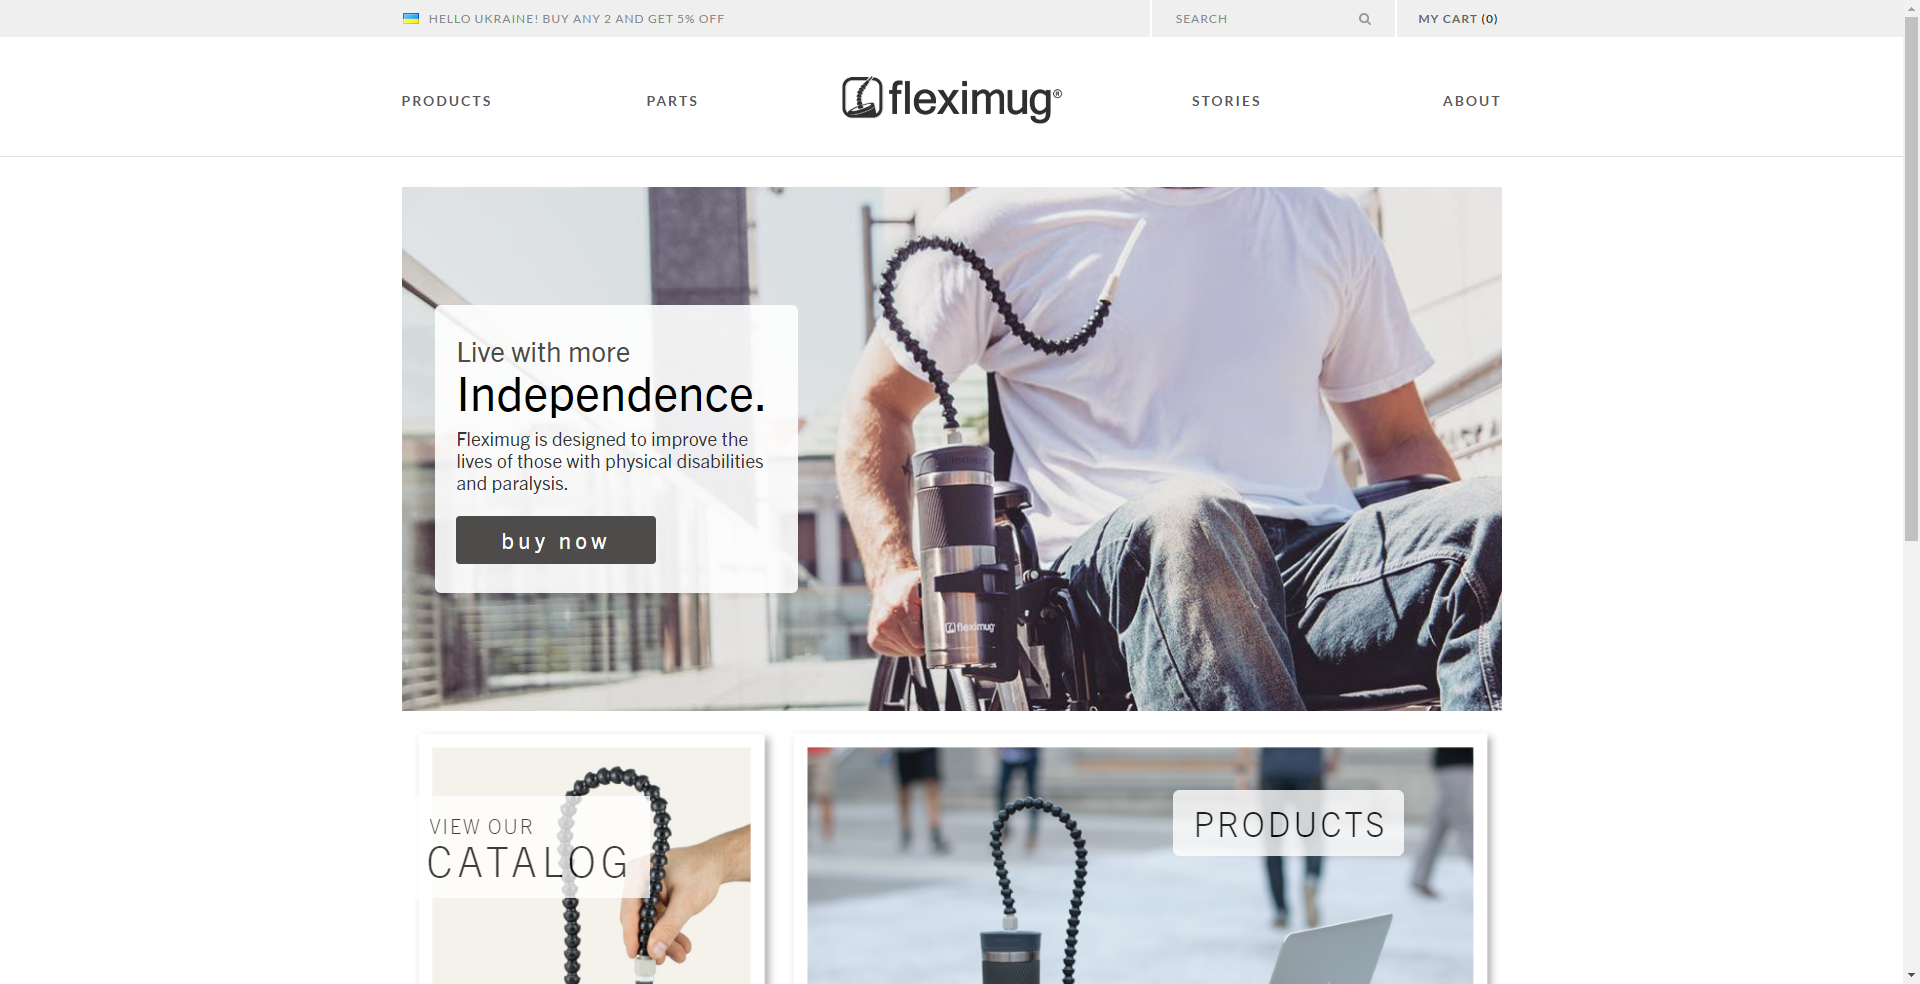 HELLO UKRAINE! BUY ANY 2 AND GET 5% OFF
SEARCH
MY CART (0)
PRODUCTS
PARTS
fleximug®
STORIES
ABOUT
Live with more
Independence.
Fleximug is designed to improve the
lives of those with physical disabilities
and paralysis.
buy now
fleximug
fleximug
VIEW OUR
CATALOG
PRODUCTS